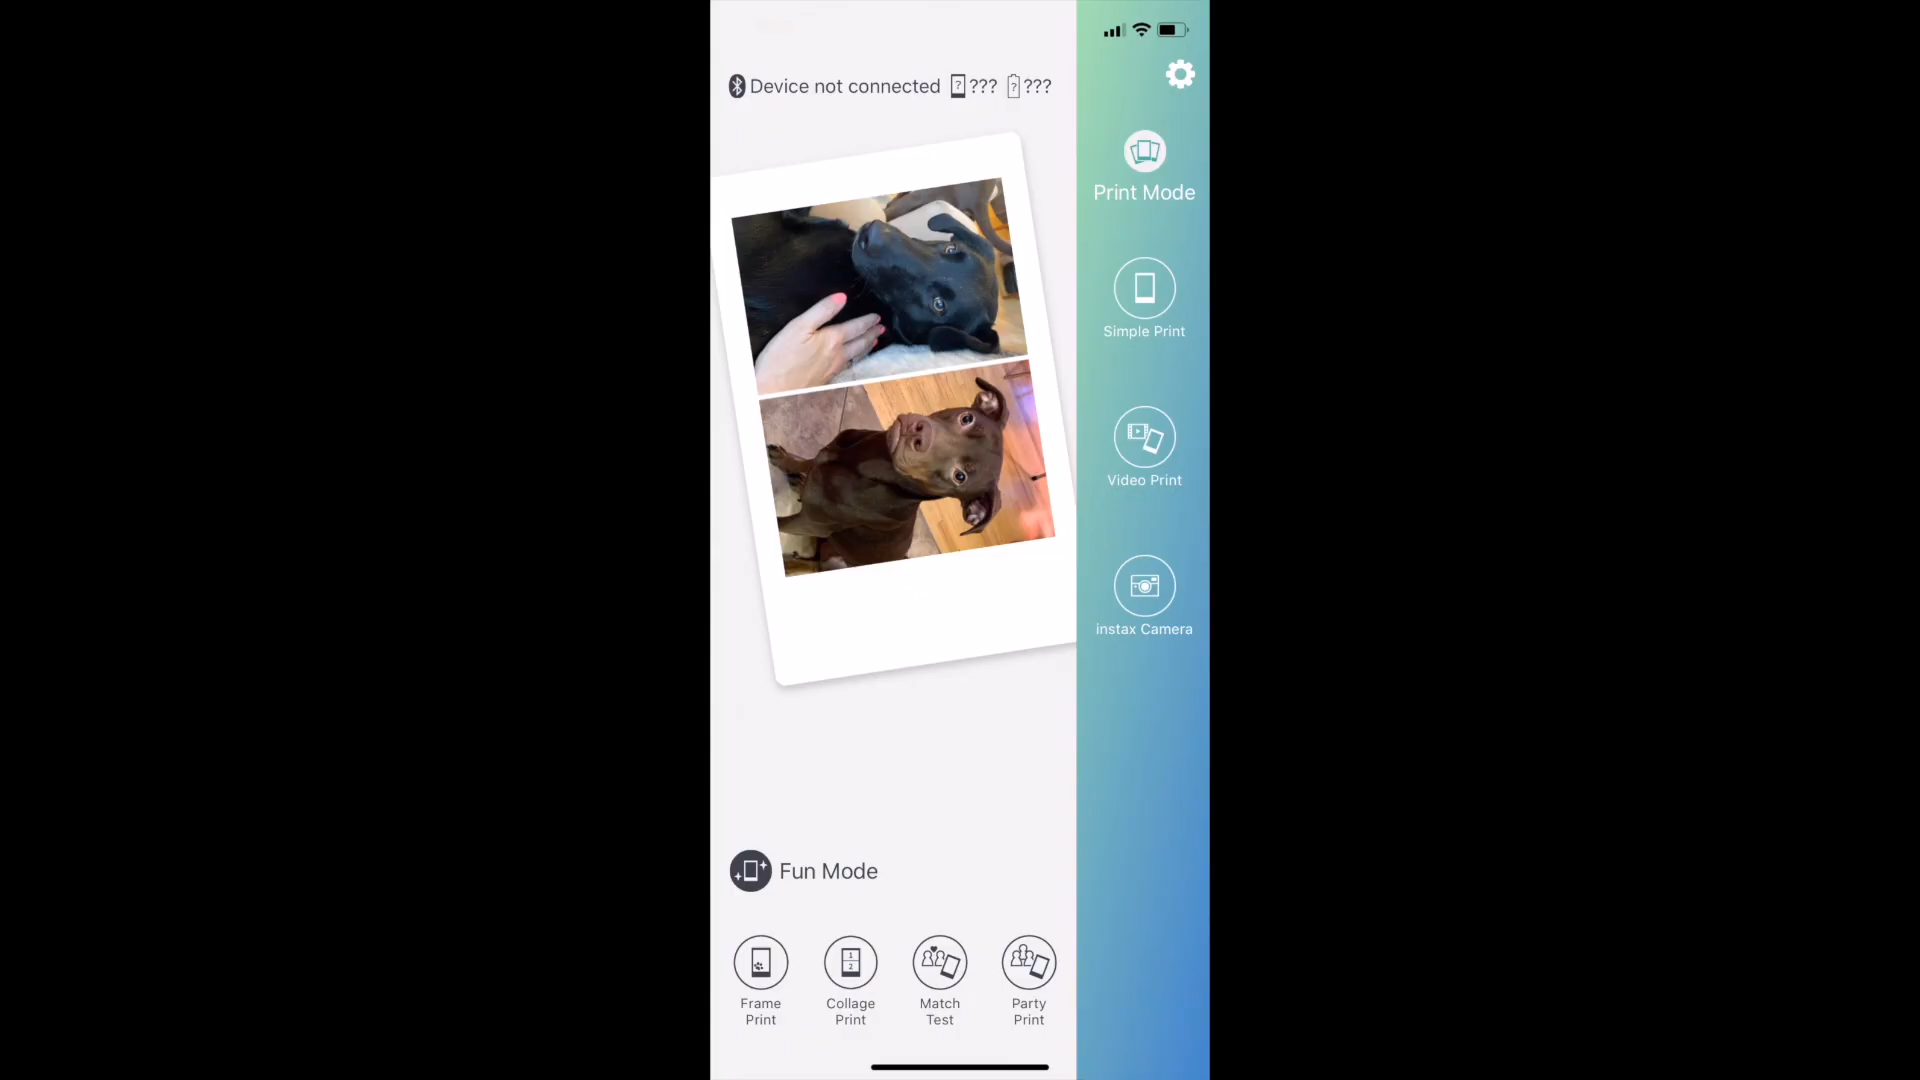 Device not connected ??? ???
Print Mode
Simple Print
Video Print
instax Camera
Fun Mode
Frame
Print
Collage
Print
Match
Test
Party
Print